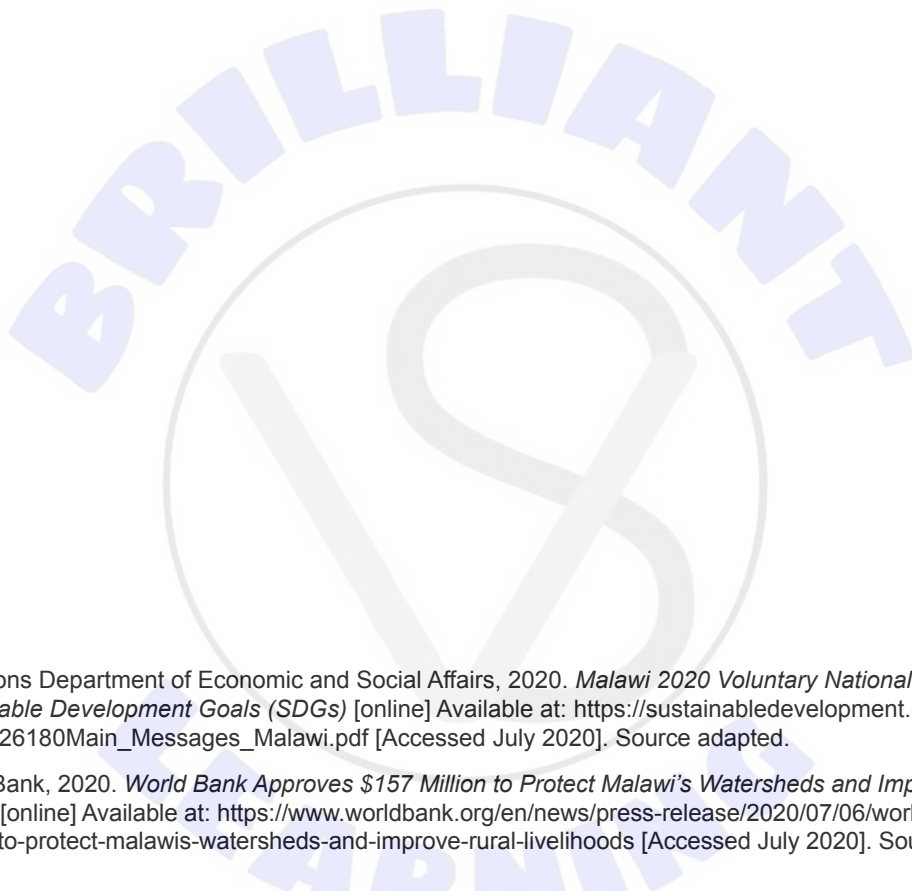 BRILLIANT
VS
ons Department of Economic and Social Affairs, 2020. Malawi 2020 Voluntary National
able Development Goals (SDGs) [online] Available at: https://sustainabledevelopment.
26180Main_Messages_Malawi.pdf [Accessed July 2020]. Source adapted.
Bank, 2020. World Bank Approves $157 Million to Protect Malawi's Watersheds and Imp
[online] Available at: https://www.worldbank.org/en/news/press-release/2020/07/06/worl
to-protect-malawis-watersheds-and-improve-rural-livelihoods [Accessed July 2020]. Sou
LEARNING